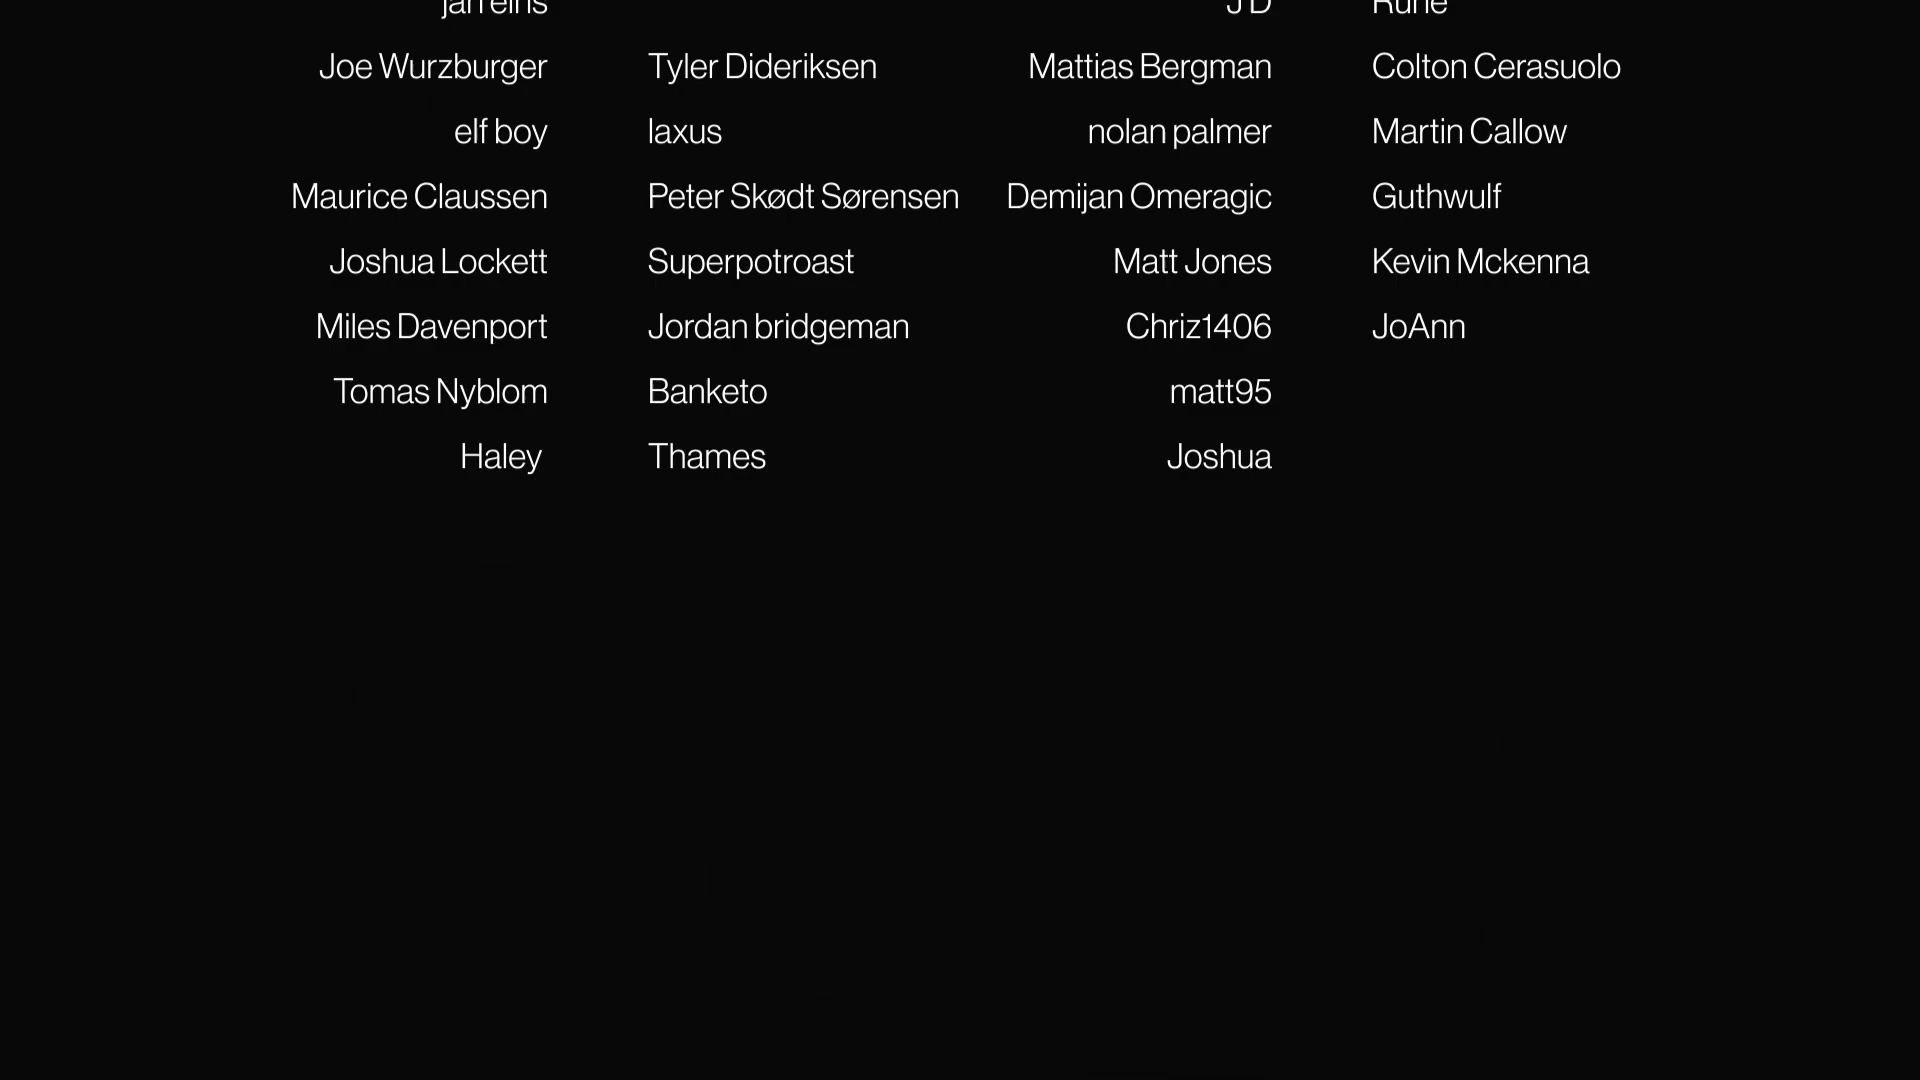 Joe Wurzburger Tyler Dideriksen Mattias Bergman Colton Cerasuolo
elf boy laxus nolan palmer Martin Callow
Maurice Claussen Peter Skødt Sørensen Demijan Omeragic Guthwulf
Joshua Lockett Superpotroast Matt Jones Kevin Mckenna
Miles Davenport Jordan bridgeman Chriz1406 JoAnn
Tomas Nyblom Banketo matt95
Haley Thames Joshua